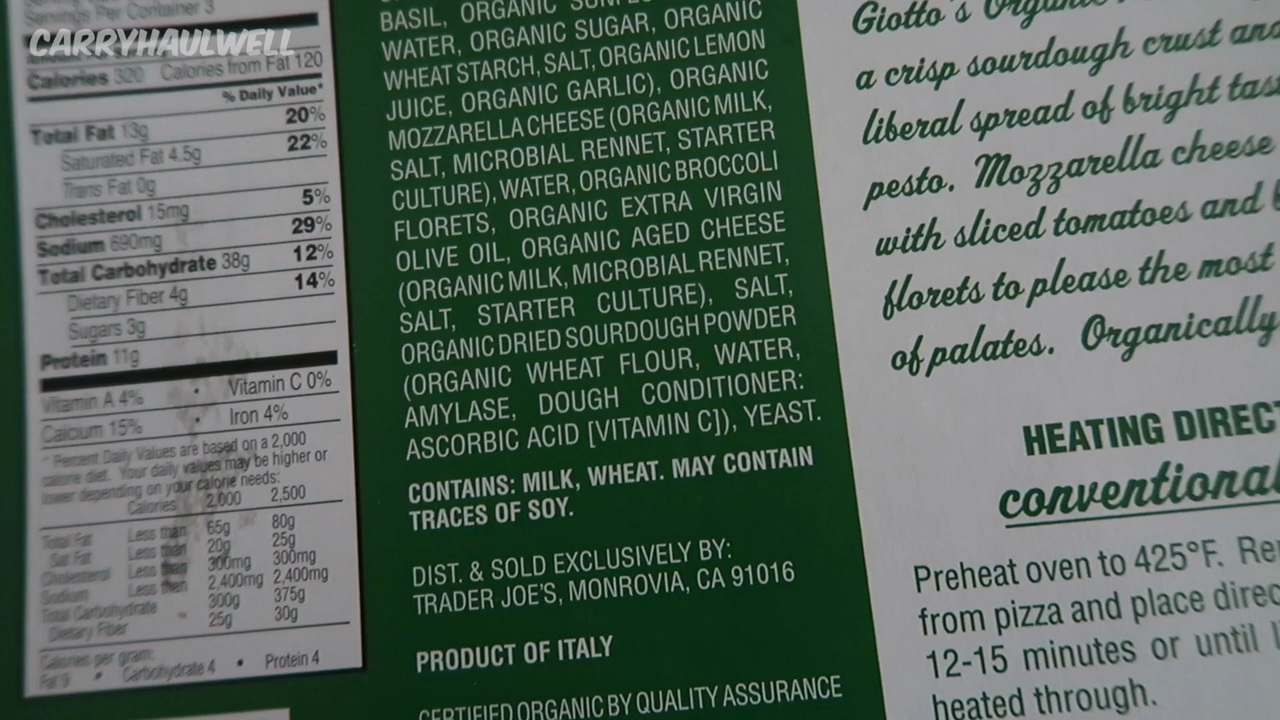 Servings Per Container 3
CARRYHAULWELL
Calories 320 Calories from Fat 120
% Daily Value*
Total Fat 13g 20%
Saturated Fat 4.5g 22%
Trans Fat 0g
Cholesterol 15mg 5%
Sodium 690mg 29%
Total Carbohydrate 38g 12%
Dietary Fiber 4g 14%
Sugars 3g
Protein 11g
Vitamin A 4% • Vitamin C 0%
Calcium 15% • Iron 4%
* Percent Daily Values are based on a 2,000
calorie diet. Your daily values may be higher or
lower depending on your calorie needs:
Calories 2,000 2,500
Total Fat Less than 65g 80g
Sat Fat Less than 20g 25g
Cholesterol Less than 300mg 300mg
Sodium Less then 2,400mg 2,400mg
Total Carbohydrate 300g 375g
Dietary Fiber 25g 30g
Calories per gram:
Fat 9 • Carbohydrate 4 • Protein 4
BASIL, ORGANIC
WATER, ORGANIC SUGAR, ORGANIC
WHEAT STARCH, SALT, ORGANIC LEMON
JUICE, ORGANIC GARLIC), ORGANIC
MOZZARELLA CHEESE (ORGANIC MILK,
SALT, MICROBIAL RENNET, STARTER
CULTURE), WATER, ORGANIC BROCCOLI
FLORETS, ORGANIC EXTRA VIRGIN
OLIVE OIL, ORGANIC AGED CHEESE
(ORGANIC MILK, MICROBIAL RENNET,
SALT, STARTER CULTURE), SALT,
ORGANIC DRIED SOURDOUGH POWDER
(ORGANIC WHEAT FLOUR, WATER,
AMYLASE, DOUGH CONDITIONER:
ASCORBIC ACID [VITAMIN C]), YEAST.
CONTAINS: MILK, WHEAT. MAY CONTAIN
TRACES OF SOY.
DIST. & SOLD EXCLUSIVELY BY:
TRADER JOE'S, MONROVIA, CA 91016
PRODUCT OF ITALY
CERTIFIED ORGANIC BY QUALITY ASSURANCE
Giotto's
a crisp sourdough crust and
liberal spread of bright
pesto. Mozzarella cheese
with sliced tomatoes and
florets to please the most
of palates. Organically
HEATING DIREC
conventional
Preheat oven to 425°F.
from pizza and place
12-15 minutes or until
heated through.